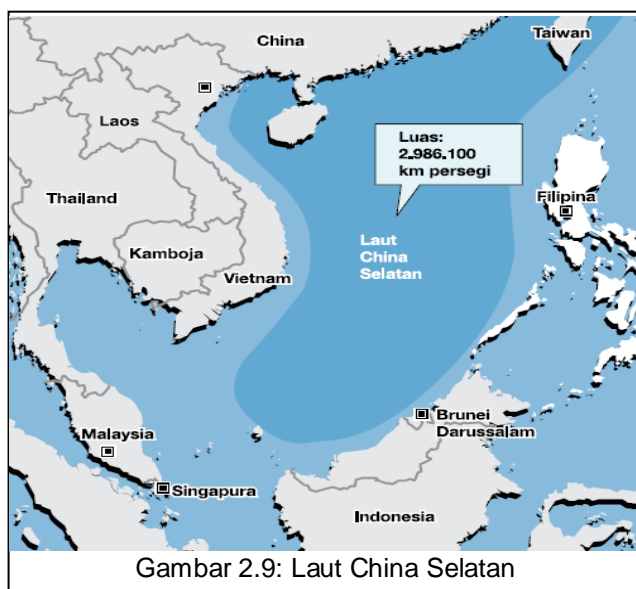 China
Taiwan
Laos
Luas:
2.986.100
km persegi
Thailand
Filipina
Kamboja
Laut
China
Selatan
Vietnam
Malaysia
Brunei
Darussalam
Singapura
Indonesia
Gambar 2.9: Laut China Selatan